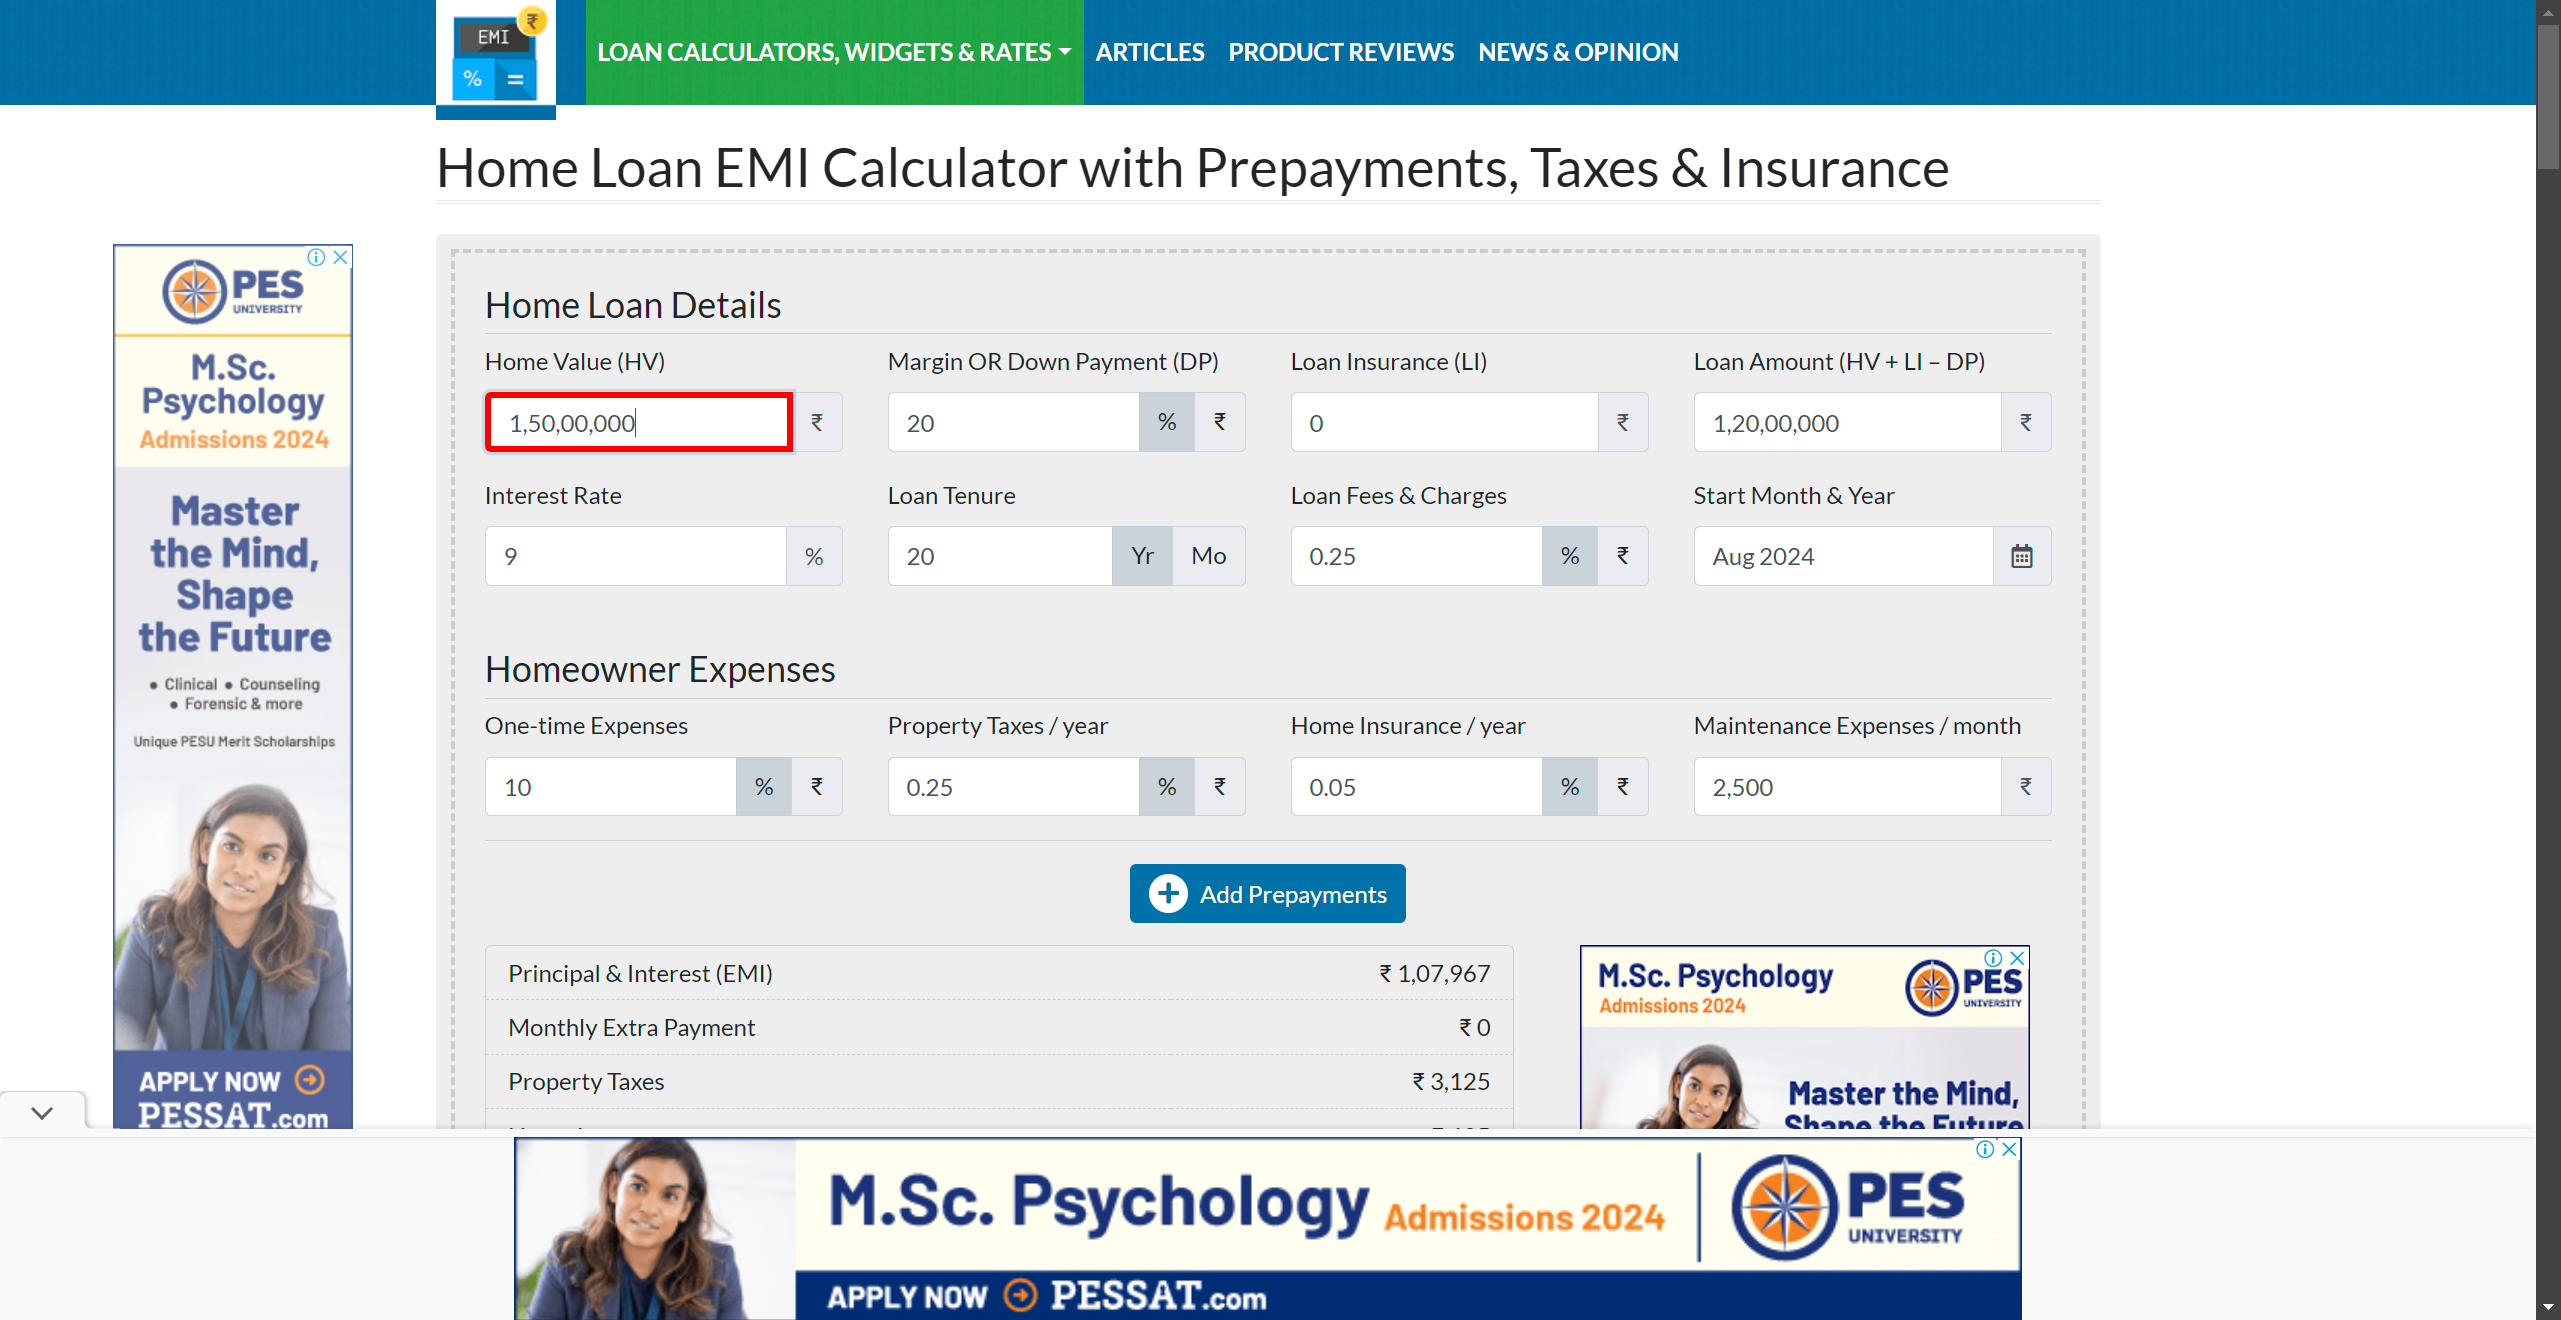 EMI
₹
%
=
LOAN CALCULATORS, WIDGETS & RATES
ARTICLES
PRODUCT REVIEWS
NEWS & OPINION
Home Loan EMI Calculator with Prepayments, Taxes & Insurance
PES
UNIVERSITY
M.Sc.
Psychology
Admissions 2024
Master
the Mind,
Shape
the Future
• Clinical • Counseling
• Forensic & more
Unique PESU Merit Scholarships
APPLY NOW
PESSAT.com
Home Loan Details
Home Value (HV)
Margin OR Down Payment (DP)
Loan Insurance (LI)
Loan Amount (HV + LI – DP)
1,50,00,000 ₹
20 % ₹
0 ₹
1,20,00,000 ₹
Interest Rate
Loan Tenure
Loan Fees & Charges
Start Month & Year
9 %
20 Yr Mo
0.25 % ₹
Aug 2024
Homeowner Expenses
One-time Expenses
Property Taxes / year
Home Insurance / year
Maintenance Expenses / month
10 % ₹
0.25 % ₹
0.05 % ₹
2,500 ₹
Add Prepayments
Principal & Interest (EMI) ₹ 1,07,967
Monthly Extra Payment ₹ 0
Property Taxes ₹ 3,125
M.Sc. Psychology
Admissions 2024
PES
UNIVERSITY
Master the Mind,
Shape the Future
M.Sc. Psychology Admissions 2024
PES
UNIVERSITY
APPLY NOW PESSAT.com